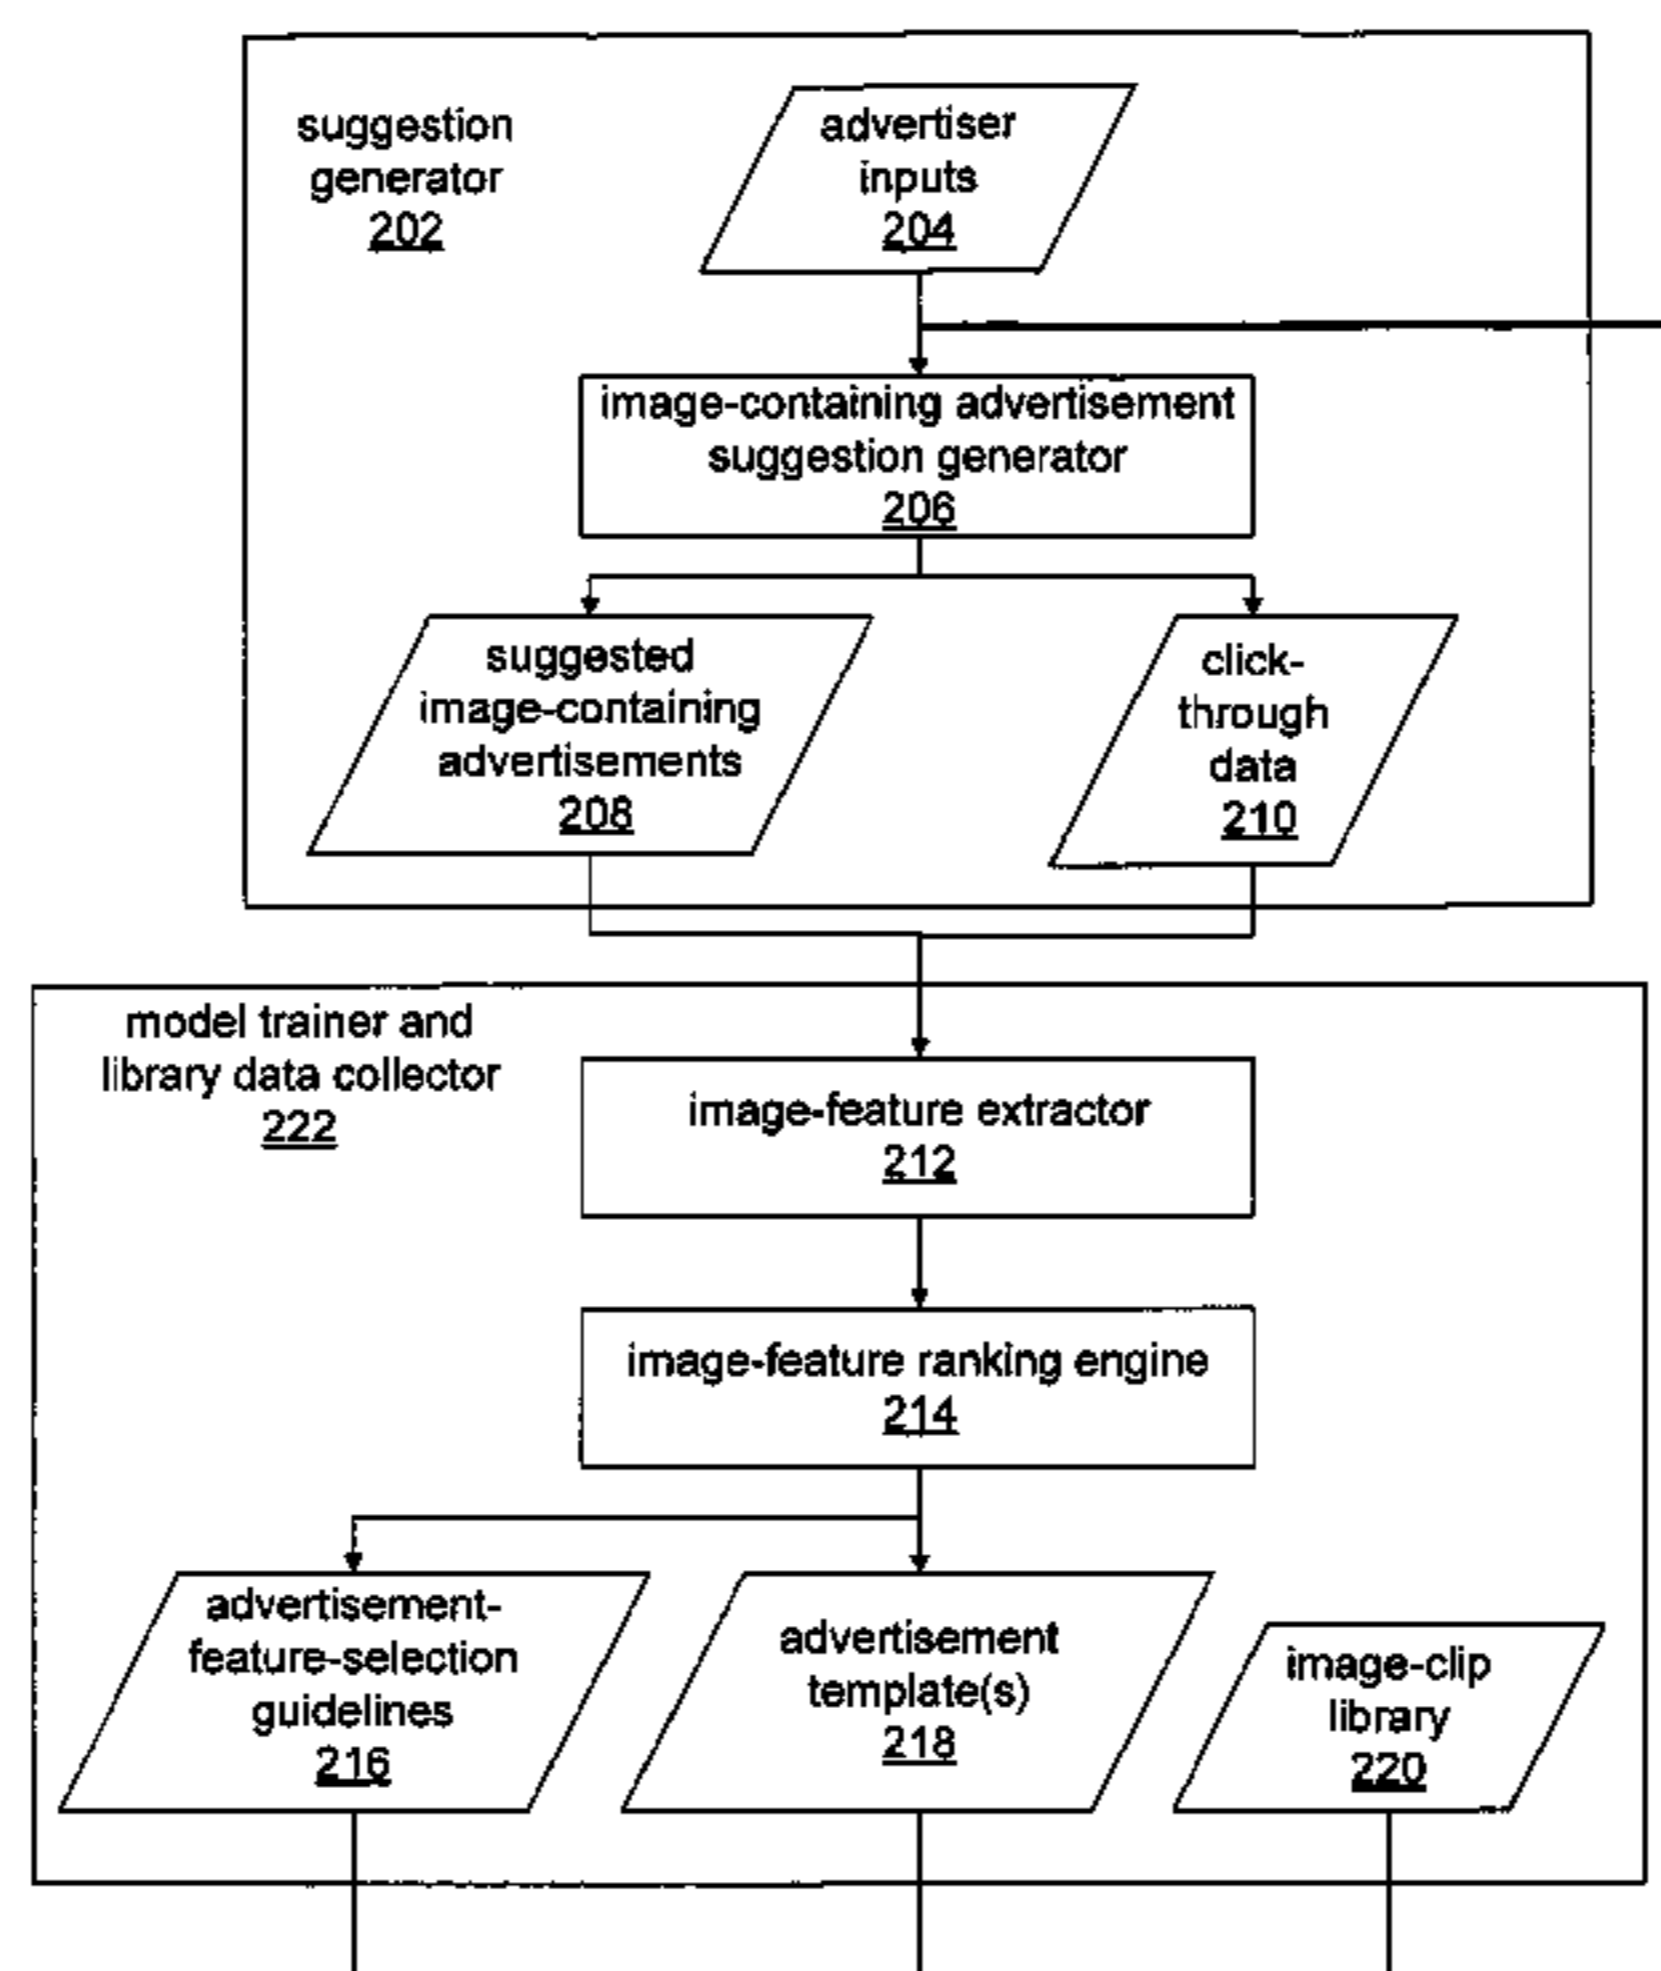 suggestion
generator
202
advertiser
inputs
204
image-containing advertisement
suggestion generator
206
suggested
image-containing
advertisements
208
click-
through
data
210
model trainer and
library data collector
222
image-feature extractor
212
image-feature ranking engine
214
advertisement-
feature-selection
guidelines
216
advertisement
template(s)
218
image-clip
library
220